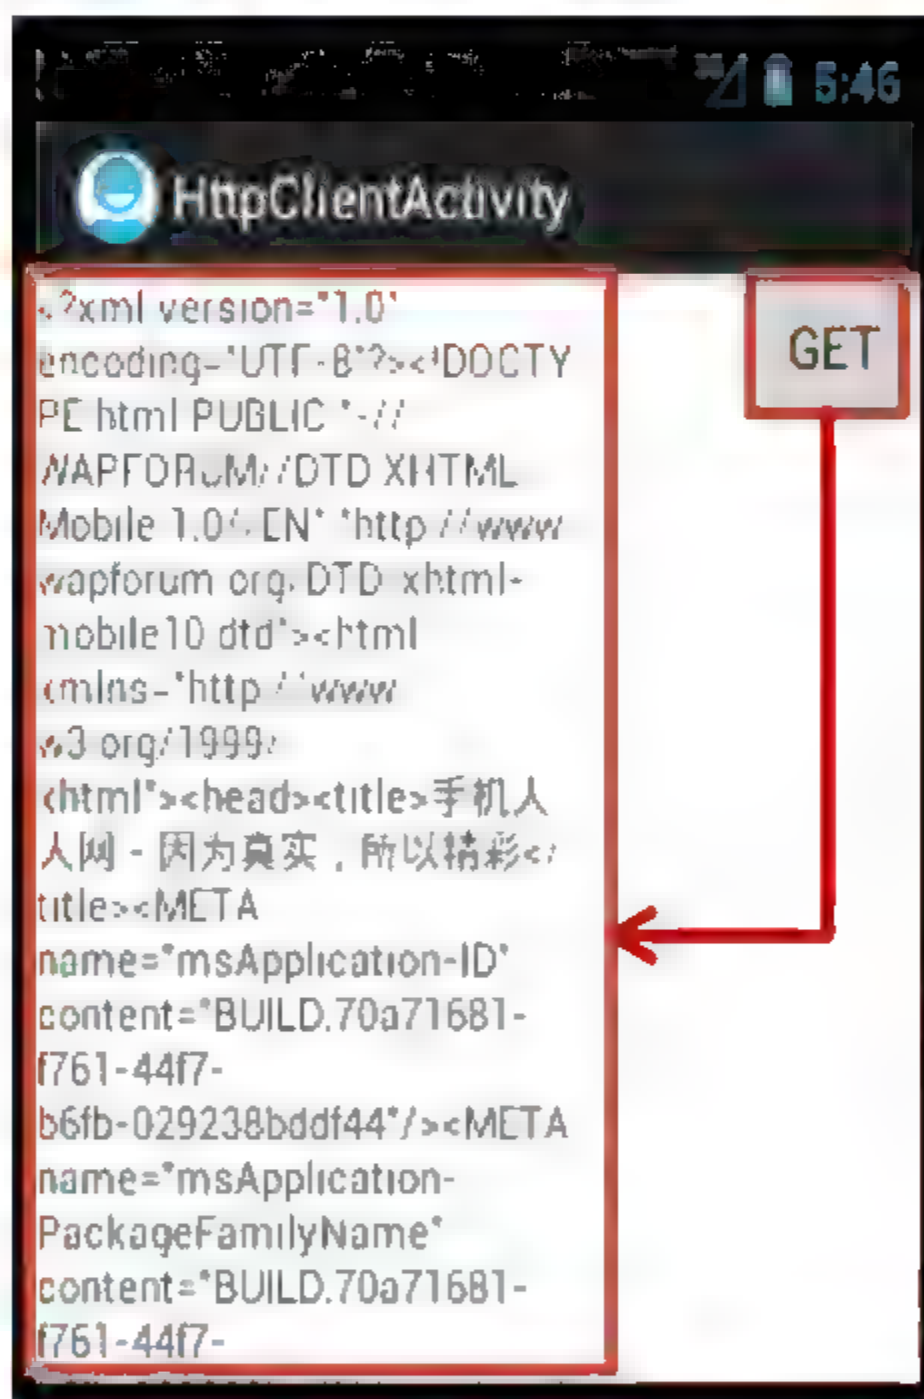 5:46
HttpClientActivity
<?xml version="1.0"
encoding="UTF-8"?><!DOCTY
PE html PUBLIC "-//
WAPFORUM//DTD XHTML
Mobile 1.0//EN" "http://www.
wapforum.org/DTD/xhtml-
mobile10.dtd"><html
xmlns="http://www.
w3.org/1999/
xhtml"><head><title>手机人
人网 - 因为真实，所以精彩</
title><META
name="msApplication-ID"
content="BUILD.70a71681-
f761-44f7-
b6fb-029238bddf44"/><META
name="msApplication-
PackageFamilyName"
content="BUILD.70a71681-
f761-44f7-
GET